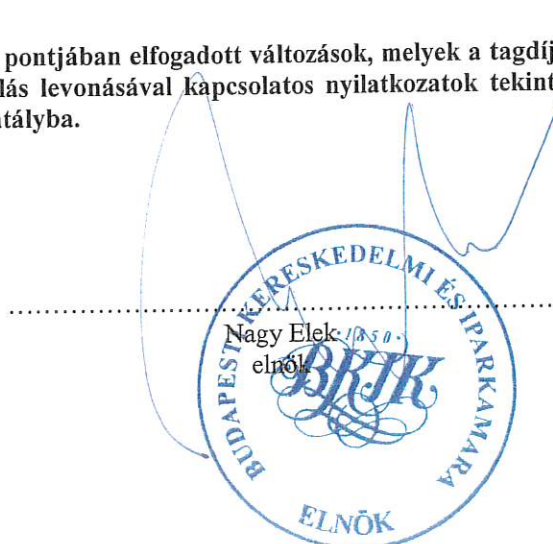 pontjában elfogadott változások, melyek a tagdíj
lás levonásával kapcsolatos nyilatkozatok tekint
tályba.
BUDAPESTI KERESKEDELMI ÉS IPARKAMARA
Nagy Elek
elnök
·1850·
BKIK
ELNÖK